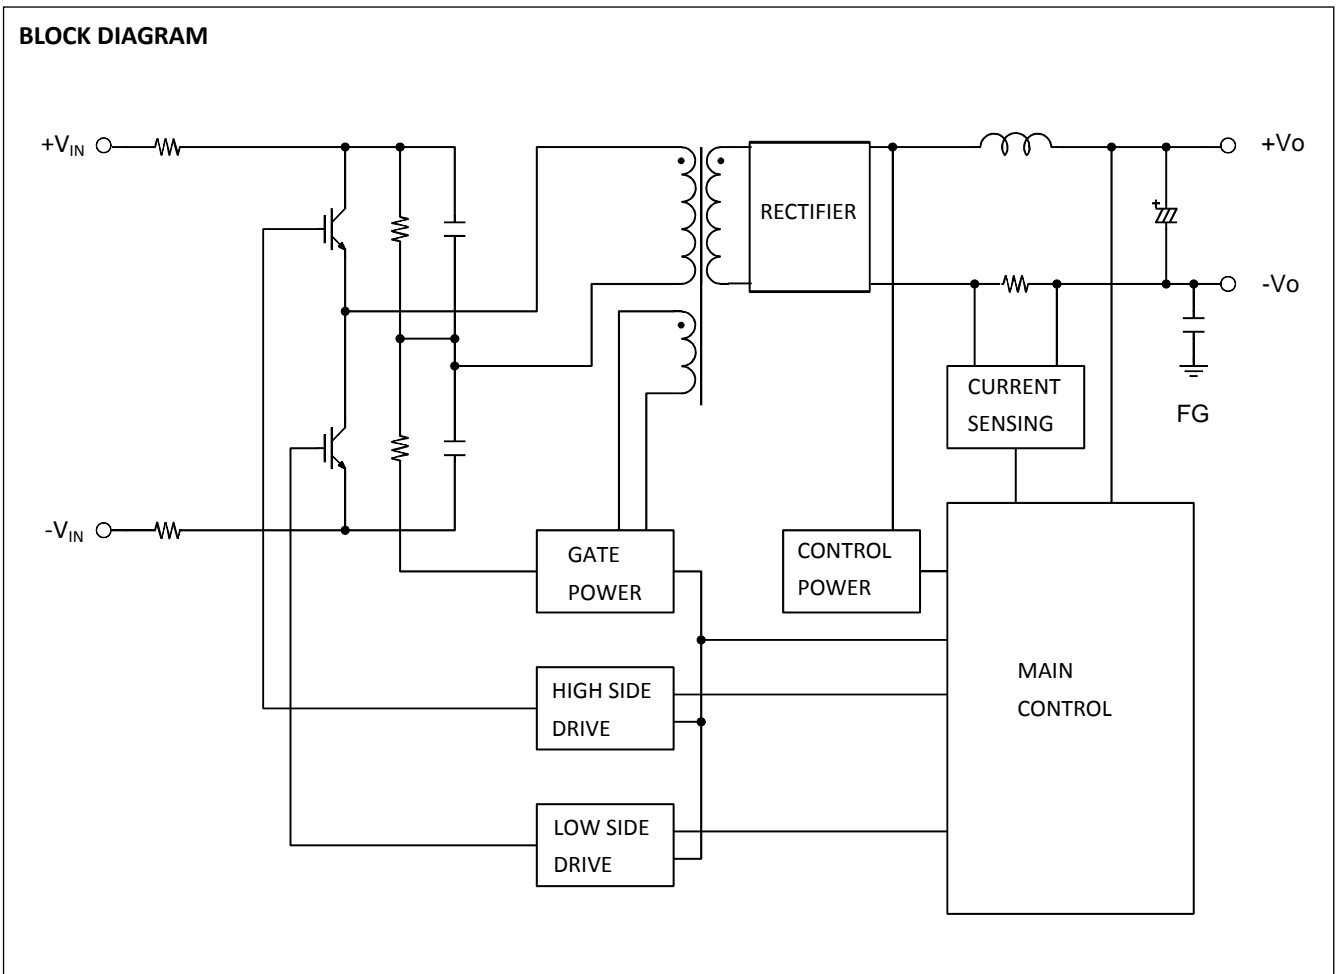 BLOCK DIAGRAM
+VIN
+Vo
RECTIFIER
-Vo
CURRENT
SENSING
FG
-VIN
GATE
POWER
CONTROL
POWER
MAIN
CONTROL
HIGH SIDE
DRIVE
LOW SIDE
DRIVE